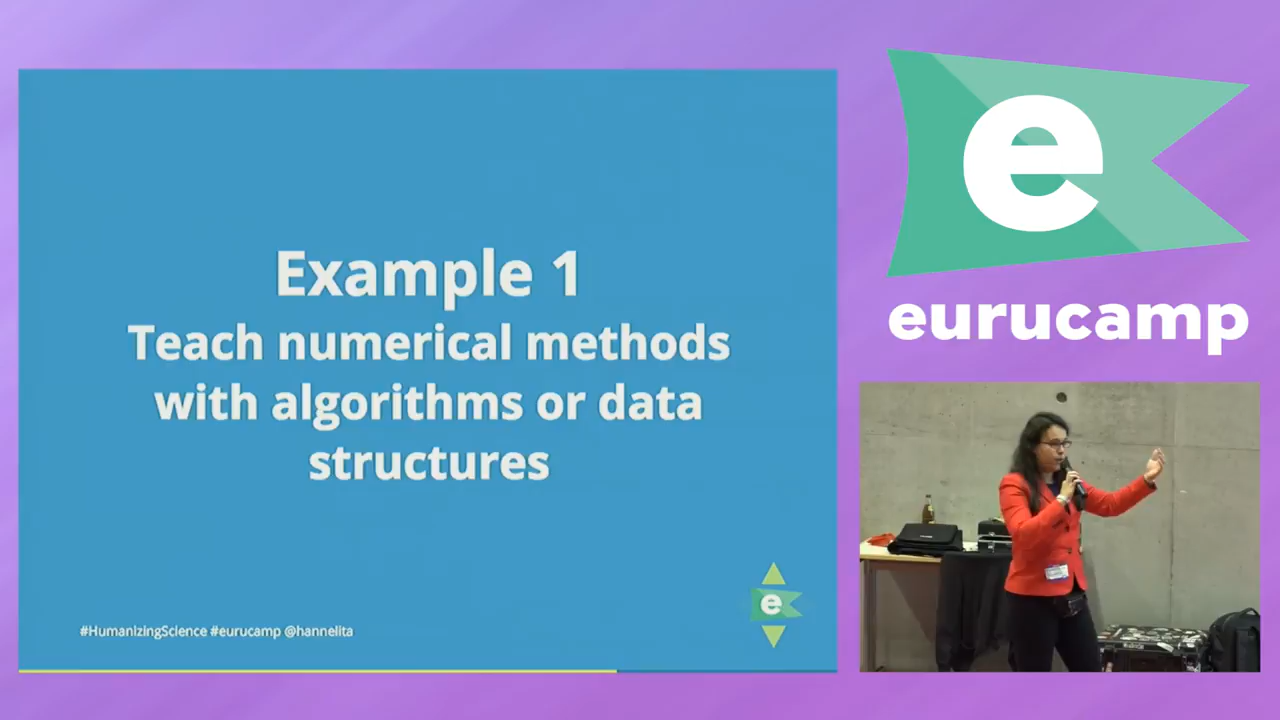 Example 1
Teach numerical methods
with algorithms or data
structures
e
#HumanizingScience #eurucamp @hannelita
e
eurucamp